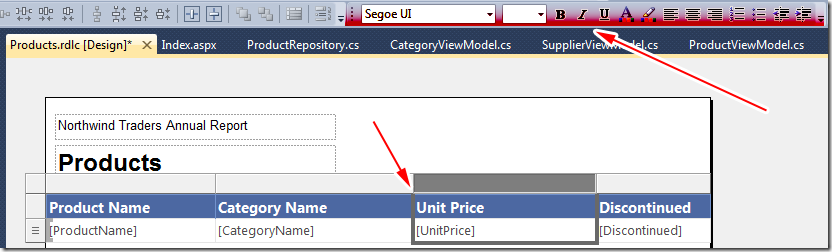 Segoe UI B I U A
Products.rdlc [Design]* Index.aspx ProductRepository.cs CategoryViewModel.cs SupplierViewModel.cs ProductViewModel.cs
Northwind Traders Annual Report
Products
Product Name Category Name Unit Price Discontinued
[ProductName] [CategoryName] [UnitPrice] [Discontinued]